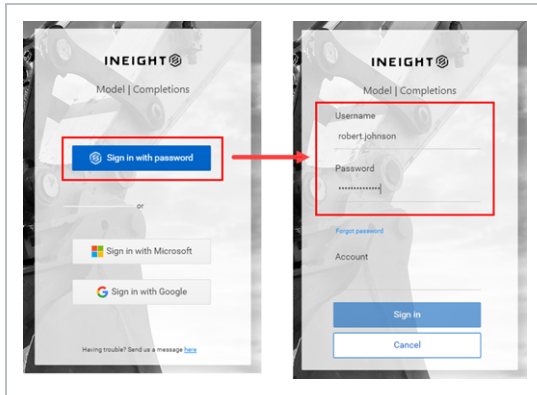 INEIGHT
Model | Completions
Sign in with password
or
Sign in with Microsoft
Sign in with Google
Having trouble? Send us a message here
INEIGHT
Model | Completions
Username
robert.johnson
Password
••••••••••••••
Forgot password
Account
Sign in
Cancel